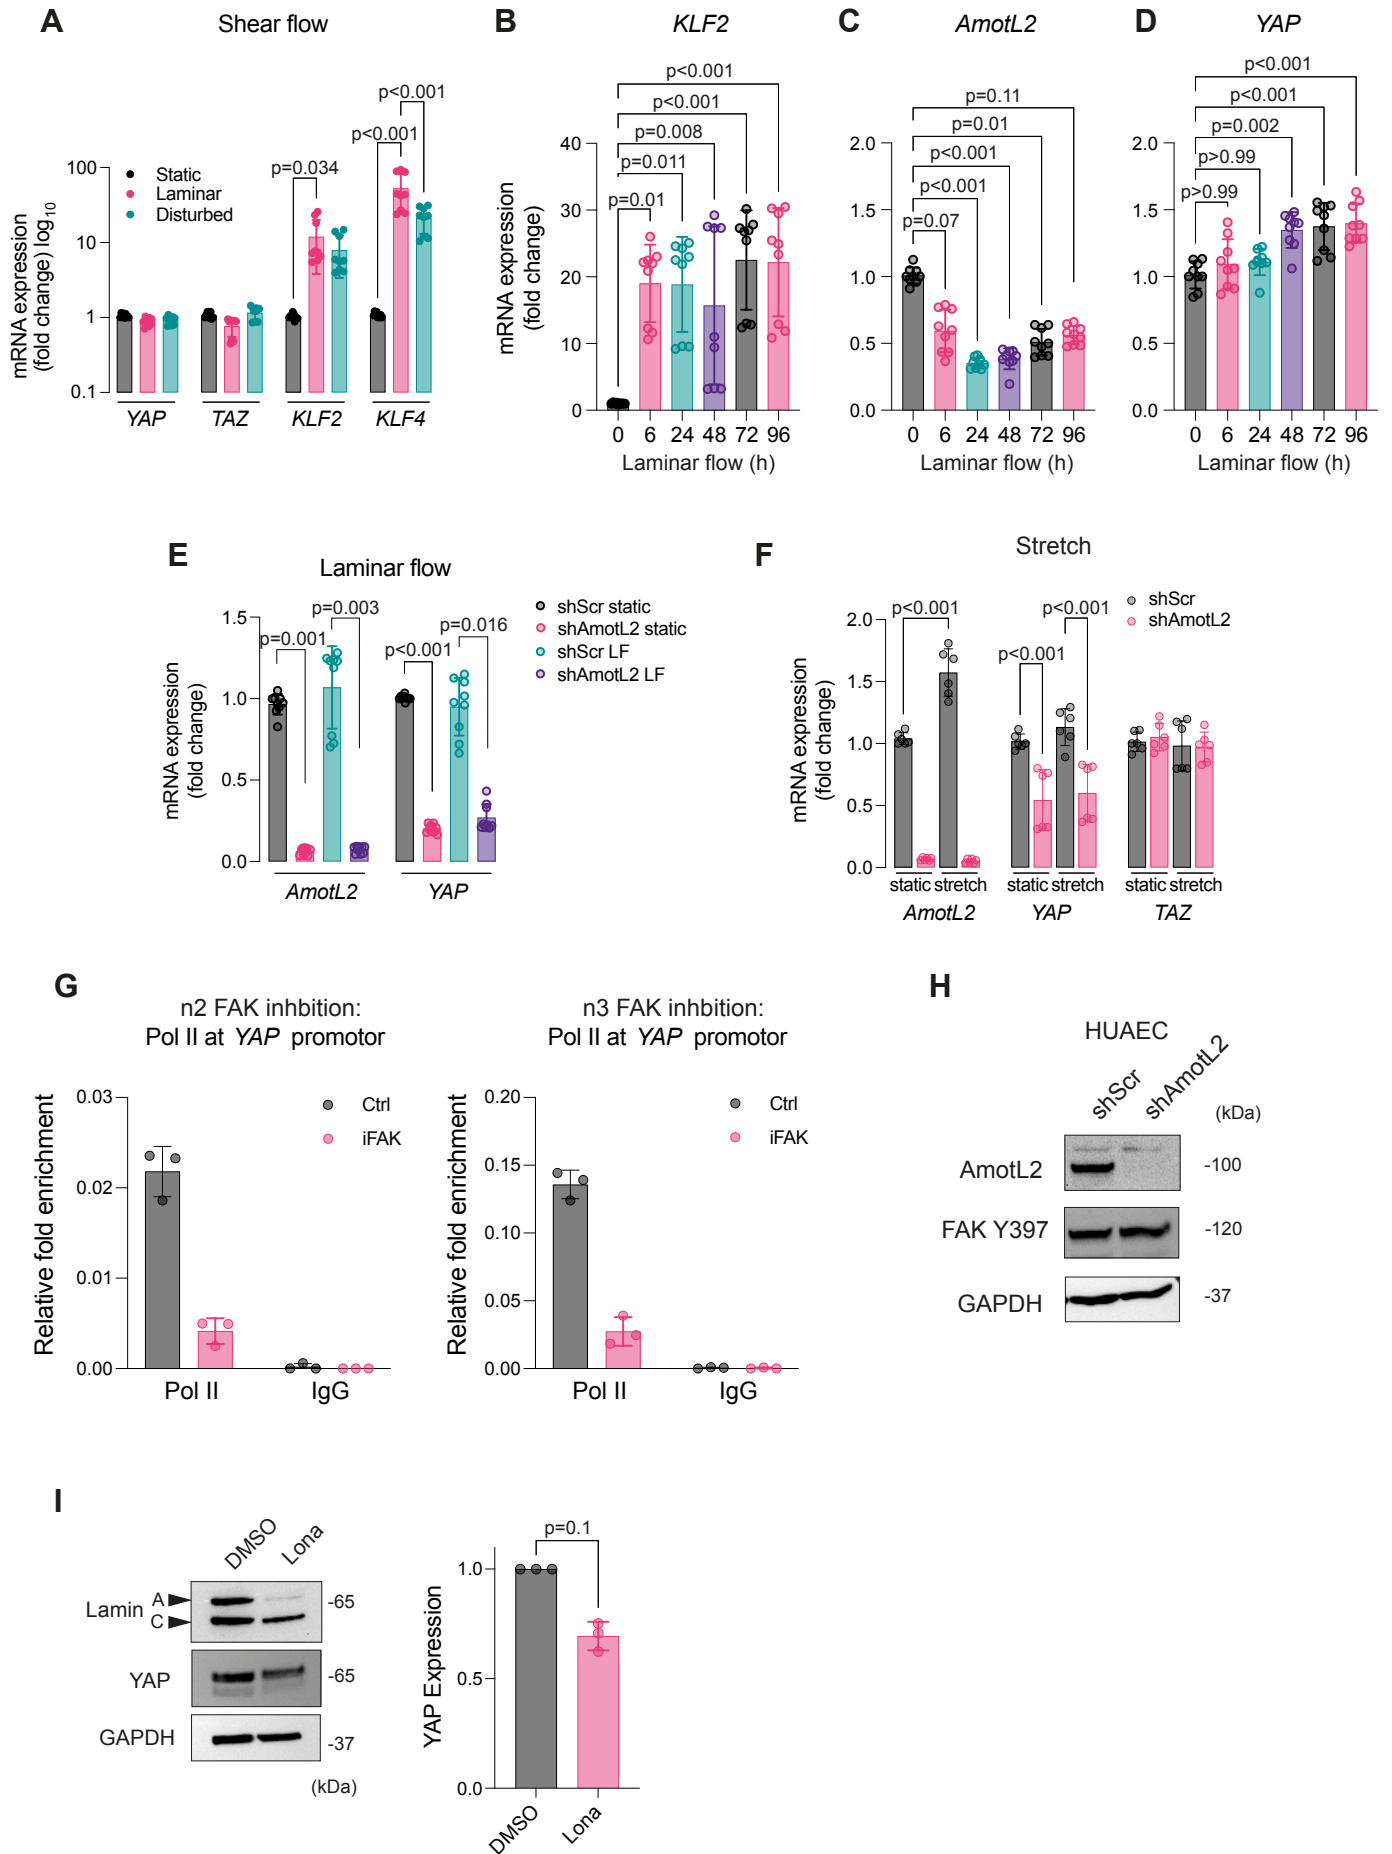 A
Shear flow
p<0.001
p<0.001
p=0.034
Static
Laminar
Disturbed
mRNA expression
(fold change) log10
100
10
1
0.1
YAP
TAZ
KLF2
KLF4
B
KLF2
p<0.001
p<0.001
p=0.008
p=0.011
p=0.01
mRNA expression
(fold change)
40
30
20
10
0
0 6 24 48 72 96
Laminar flow (h)
C
AmotL2
p=0.11
p=0.01
p<0.001
p<0.001
p=0.07
2.0
1.5
1.0
0.5
0.0
0 6 24 48 72 96
Laminar flow (h)
D
YAP
p<0.001
p<0.001
p=0.002
p>0.99
p>0.99
2.0
1.5
1.0
0.5
0.0
0 6 24 48 72 96
Laminar flow (h)
E
Laminar flow
p=0.003
p=0.001
p=0.016
p<0.001
shScr static
shAmotL2 static
shScr LF
shAmotL2 LF
mRNA expression
(fold change)
1.5
1.0
0.5
0.0
AmotL2
YAP
F
Stretch
shScr
shAmotL2
p<0.001
p<0.001
p<0.001
mRNA expression
(fold change)
2.0
1.5
1.0
0.5
0.0
static stretch
static stretch
static stretch
AmotL2
YAP
TAZ
G
n2 FAK inhbition:
Pol II at YAP promotor
Ctrl
iFAK
Relative fold enrichment
0.03
0.02
0.01
0.00
Pol II
IgG
n3 FAK inhbition:
Pol II at YAP promotor
Ctrl
iFAK
Relative fold enrichment
0.20
0.15
0.10
0.05
0.00
Pol II
IgG
H
HUAEC
shScr
shAmotL2
(kDa)
AmotL2
-100
FAK Y397
-120
GAPDH
-37
I
DMSO
Lona
Lamin
A
C
-65
YAP
-65
GAPDH
-37
(kDa)
p=0.1
YAP Expression
1.0
0.5
0.0
DMSO
Lona